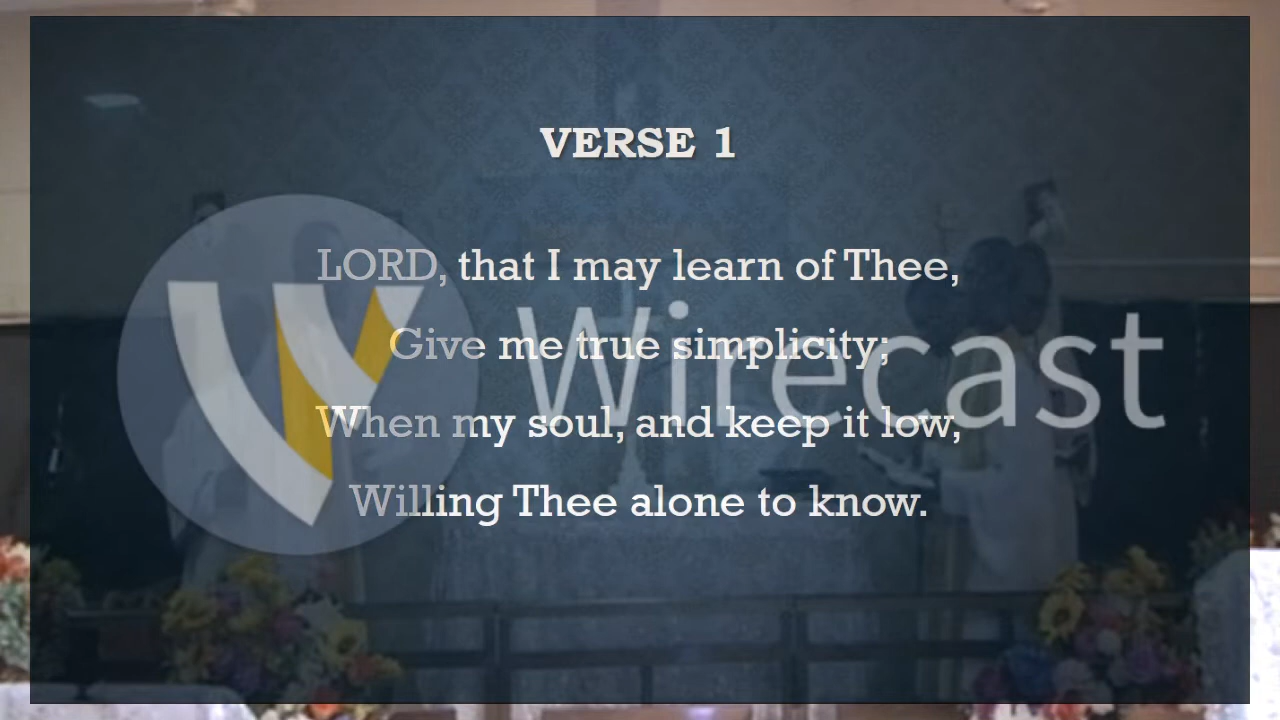 VERSE 1
LORD, that I may learn of Thee,
Give me true simplicity;
When my soul, and keep it low,
Willing Thee alone to know.
Wirecast